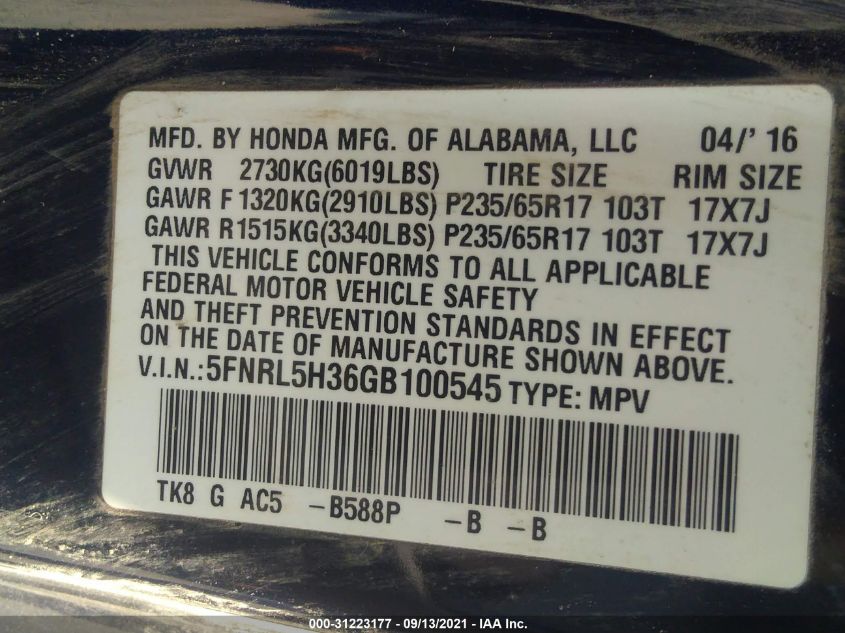 MFD. BY HONDA MFG. OF ALABAMA, LLC 04/' 16
GVWR 2730KG(6019LBS) TIRE SIZE RIM SIZE
GAWR F 1320KG(2910LBS) P235/65R17 103T 17X7J
GAWR R1515KG(3340LBS) P235/65R17 103T 17X7J
THIS VEHICLE CONFORMS TO ALL APPLICABLE
FEDERAL MOTOR VEHICLE SAFETY
AND THEFT PREVENTION STANDARDS IN EFFECT
ON THE DATE OF MANUFACTURE SHOWN ABOVE.
V.I.N.:5FNRL5H36GB100545 TYPE: MPV
TK8 G AC5 -B588P -B -B
000-31223177 - 09/13/2021 - IAA Inc.